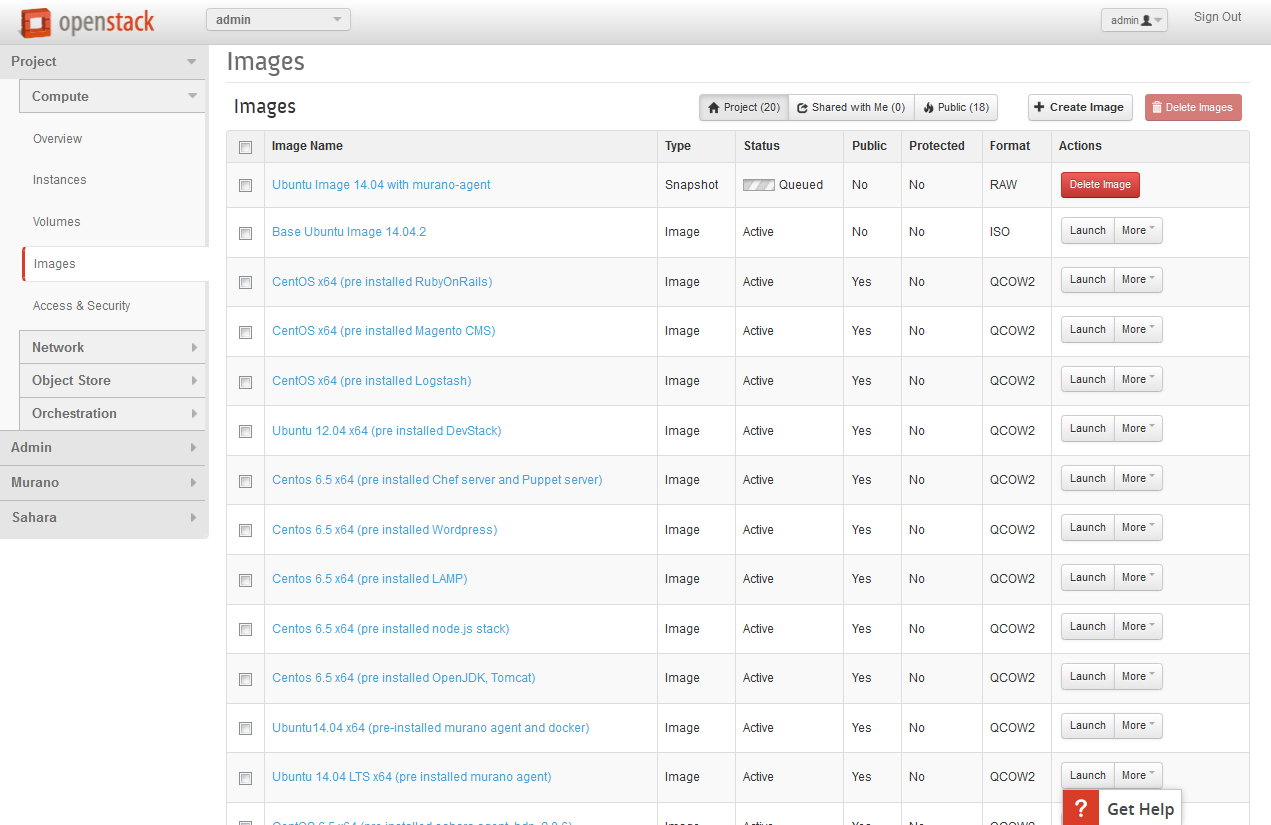 openstack admin admin Sign Out
Project
Compute
Overview
Instances
Volumes
Images
Access & Security
Network
Object Store
Orchestration
Admin
Murano
Sahara
Images
Images Project (20) Shared with Me (0) Public (18) Create Image Delete Images
Image Name Type Status Public Protected Format Actions
Ubuntu Image 14.04 with murano-agent Snapshot Queued No No RAW Delete Image
Base Ubuntu Image 14.04.2 Image Active No No ISO Launch More
CentOS x64 (pre installed RubyOnRails) Image Active Yes No QCOW2 Launch More
CentOS x64 (pre installed Magento CMS) Image Active Yes No QCOW2 Launch More
CentOS x64 (pre installed Logstash) Image Active Yes No QCOW2 Launch More
Ubuntu 12.04 x64 (pre installed DevStack) Image Active Yes No QCOW2 Launch More
Centos 6.5 x64 (pre installed Chef server and Puppet server) Image Active Yes No QCOW2 Launch More
Centos 6.5 x64 (pre installed Wordpress) Image Active Yes No QCOW2 Launch More
Centos 6.5 x64 (pre installed LAMP) Image Active Yes No QCOW2 Launch More
Centos 6.5 x64 (pre installed node.js stack) Image Active Yes No QCOW2 Launch More
Centos 6.5 x64 (pre installed OpenJDK, Tomcat) Image Active Yes No QCOW2 Launch More
Ubuntu14.04 x64 (pre-installed murano agent and docker) Image Active Yes No QCOW2 Launch More
Ubuntu 14.04 LTS x64 (pre installed murano agent) Image Active Yes No QCOW2 Launch More
? Get Help